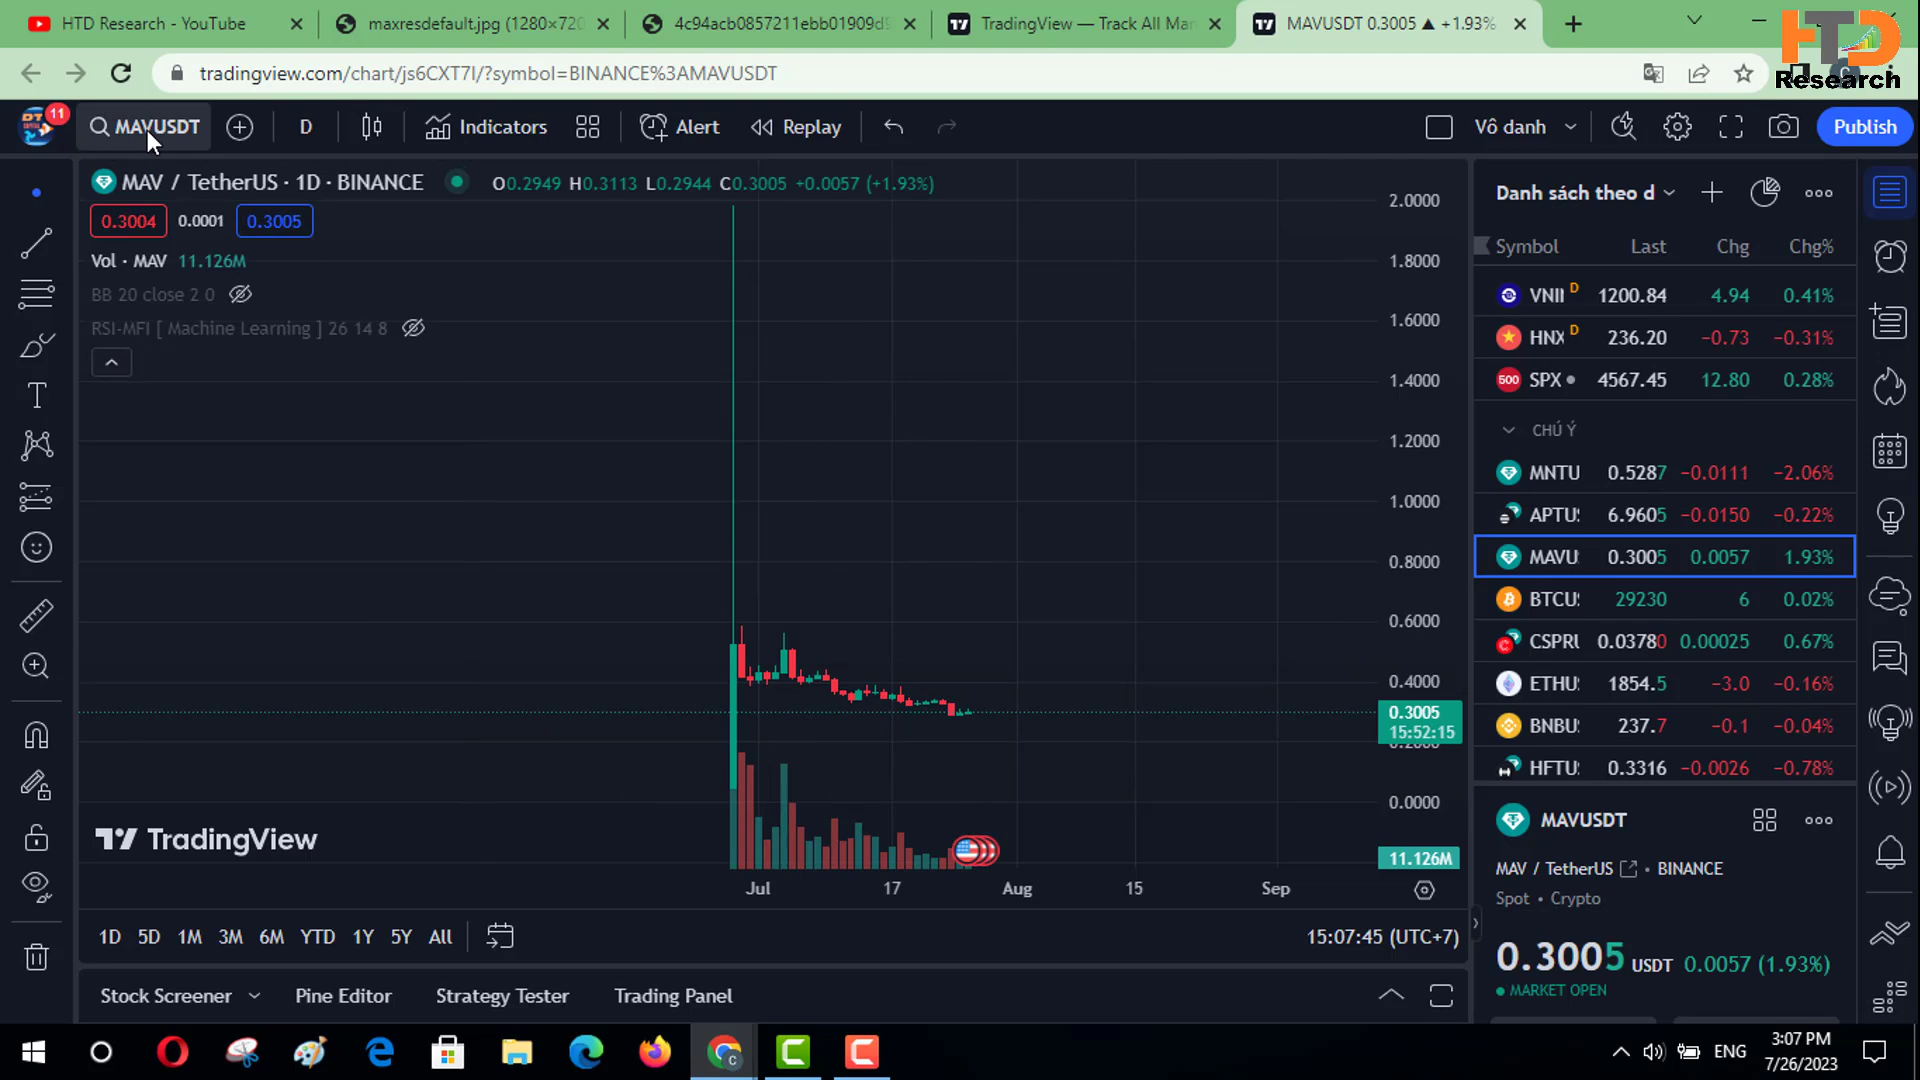 HTD Research - YouTube
maxresdefault.jpg (1280×720
4c94acb0857211ebb01909d9
TradingView — Track All Mar
MAVUSDT 0.3005 ▲ +1.93%
HTD
Research
tradingview.com/chart/js6CXT7I/?symbol=BINANCE%3AMAVUSDT
11
MAVUSDT
D
Indicators
Alert
Replay
Vô danh
Publish
MAV / TetherUS · 1D · BINANCE
O0.2949 H0.3113 L0.2944 C0.3005 +0.0057 (+1.93%)
0.3004
0.0001
0.3005
Vol · MAV 11.126M
BB 20 close 2 0
RSI-MFI [ Machine Learning ] 26 14 8
2.0000
1.8000
1.6000
1.4000
1.2000
1.0000
0.8000
0.6000
0.4000
0.3005
15:52:15
0.0000
11.126M
TradingView
Jul
17
Aug
15
Sep
1D
5D
1M
3M
6M
YTD
1Y
5Y
All
15:07:45 (UTC+7)
Stock Screener
Pine Editor
Strategy Tester
Trading Panel
Danh sách theo d
Symbol Last Chg Chg%
VNII D 1200.84 4.94 0.41%
HNX D 236.20 −0.73 −0.31%
500 SPX 4567.45 12.80 0.28%
CHÚ Ý
MNTU 0.5287 −0.0111 −2.06%
APTU 6.9605 −0.0150 −0.22%
MAVU 0.3005 0.0057 1.93%
BTCU 29230 6 0.02%
CSPRU 0.03780 0.00025 0.67%
ETHU 1854.5 −3.0 −0.16%
BNBU 237.7 −0.1 −0.04%
HFTU 0.3316 −0.0026 −0.78%
MAVUSDT
MAV / TetherUS • BINANCE
Spot • Crypto
0.3005 USDT 0.0057 (1.93%)
MARKET OPEN
ENG
3:07 PM
7/26/2023